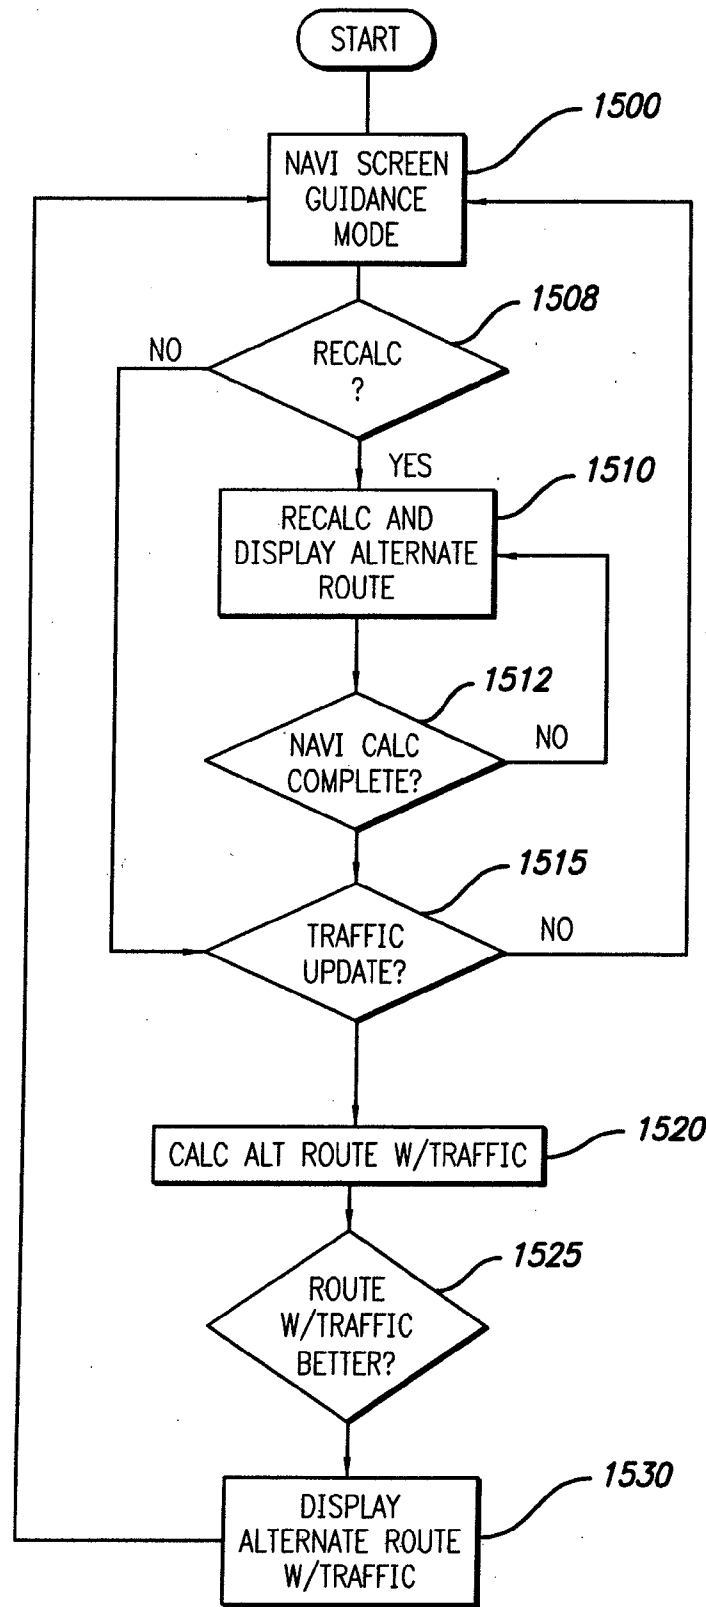 START
1500
NAVI SCREEN
GUIDANCE
MODE
1508
NO
RECALC
?
YES
1510
RECALC AND
DISPLAY ALTERNATE
ROUTE
1512
NAVI CALC
COMPLETE?
NO
1515
TRAFFIC
UPDATE?
NO
1520
CALC ALT ROUTE W/TRAFFIC
1525
ROUTE
W/TRAFFIC
BETTER?
1530
DISPLAY
ALTERNATE ROUTE
W/TRAFFIC